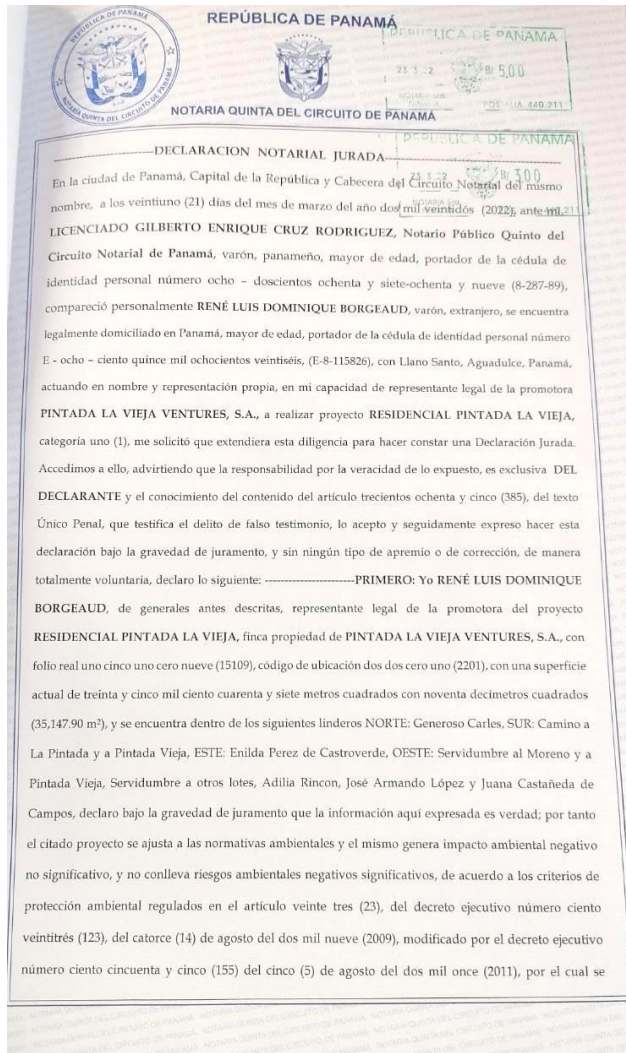 REPÚBLICA DE PANAMÁ
NOTARIA QUINTA DEL CIRCUITO DE PANAMÁ
REPUBLICA DE PANAMA
NOTARIA QUINTA DEL CIRCUITO DE PANAMÁ
REPUBLICA DE PANAMA
B/ 5,00
POSTALIA 440.211
REPUBLICA DE PANAMA
B/ 3.00
-DECLARACION NOTARIAL JURADA-
En la ciudad de Panamá, Capital de la República y Cabecera del Circuito Notarial del mismo
nombre, a los veintiuno (21) días del mes de marzo del año dos mil veintidós (2022), ante mí,
LICENCIADO GILBERTO ENRIQUE CRUZ RODRIGUEZ, Notario Público Quinto del
Circuito Notarial de Panamá, varón, panameño, mayor de edad, portador de la cédula de
identidad personal número ocho – doscientos ochenta y siete-ochenta y nueve (8-287-89),
compareció personalmente RENÉ LUIS DOMINIQUE BORGEAUD, varón, extranjero, se encuentra
legalmente domiciliado en Panamá, mayor de edad, portador de la cédula de identidad personal número
E - ocho – ciento quince mil ochocientos veintiséis, (E-8-115826), con Llano Santo, Aguadulce, Panamá,
actuando en nombre y representación propia, en mi capacidad de representante legal de la promotora
PINTADA LA VIEJA VENTURES, S.A., a realizar proyecto RESIDENCIAL PINTADA LA VIEJA,
categoría uno (1), me solicitó que extendiera esta diligencia para hacer constar una Declaración Jurada.
Accedimos a ello, advirtiendo que la responsabilidad por la veracidad de lo expuesto, es exclusiva DEL
DECLARANTE y el conocimiento del contenido del artículo trecientos ochenta y cinco (385), del texto
Único Penal, que testifica el delito de falso testimonio, lo acepto y seguidamente expreso hacer esta
declaración bajo la gravedad de juramento, y sin ningún tipo de apremio o de corrección, de manera
totalmente voluntaria, declaro lo siguiente: -----------------------PRIMERO: Yo RENÉ LUIS DOMINIQUE
BORGEAUD, de generales antes descritas, representante legal de la promotora del proyecto
RESIDENCIAL PINTADA LA VIEJA, finca propiedad de PINTADA LA VIEJA VENTURES, S.A., con
folio real uno cinco uno cero nueve (15109), código de ubicación dos dos cero uno (2201), con una superficie
actual de treinta y cinco mil ciento cuarenta y siete metros cuadrados con noventa decímetros cuadrados
(35,147.90 m²), y se encuentra dentro de los siguientes linderos NORTE: Generoso Carles, SUR: Camino a
La Pintada y a Pintada Vieja, ESTE: Enilda Perez de Castroverde, OESTE: Servidumbre al Moreno y a
Pintada Vieja, Servidumbre a otros lotes, Adilia Rincon, José Armando López y Juana Castañeda de
Campos, declaro bajo la gravedad de juramento que la información aquí expresada es verdad; por tanto
el citado proyecto se ajusta a las normativas ambientales y el mismo genera impacto ambiental negativo
no significativo, y no conlleva riesgos ambientales negativos significativos, de acuerdo a los criterios de
protección ambiental regulados en el artículo veinte tres (23), del decreto ejecutivo número ciento
veintitrés (123), del catorce (14) de agosto del dos mil nueve (2009), modificado por el decreto ejecutivo
número ciento cincuenta y cinco (155) del cinco (5) de agosto del dos mil once (2011), por el cual se